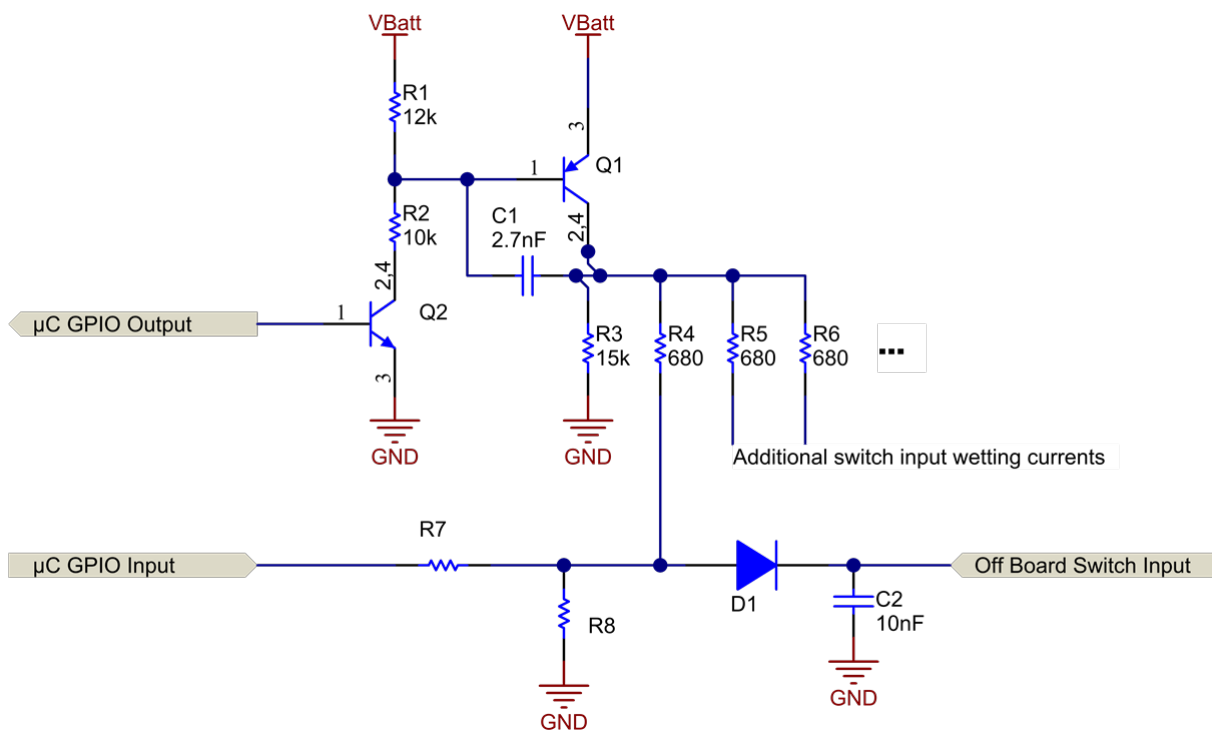 VBatt
VBatt
R1
12k
3
Q1
1
R2
10k
C1
2.7nF
2,4
2,4
Q2
1
µC GPIO Output
3
R3
15k
R4
680
R5
680
R6
680
...
GND
GND
Additional switch input wetting currents
R7
µC GPIO Input
Off Board Switch Input
D1
C2
10nF
R8
GND
GND